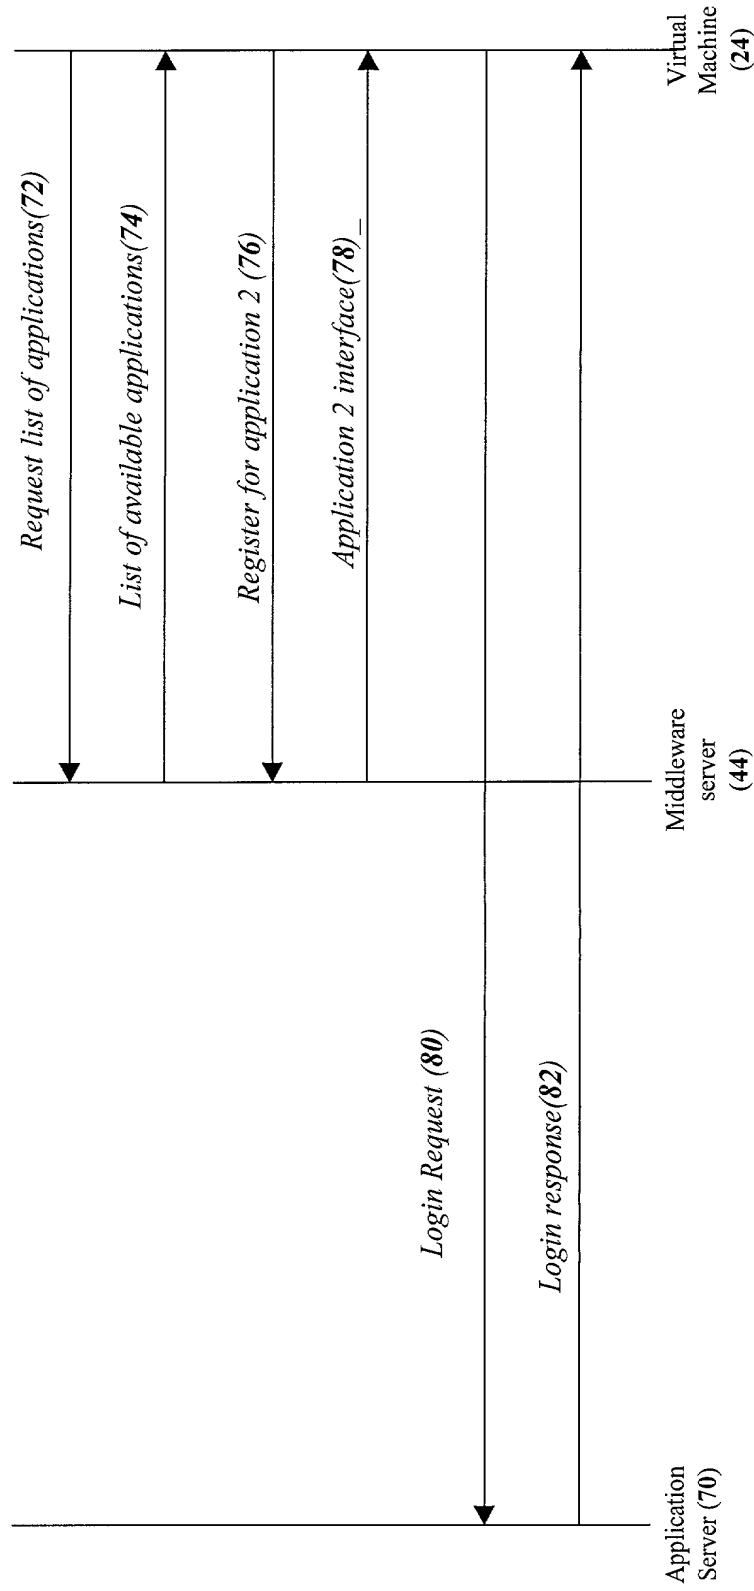 Request list of applications(72)
List of available applications(74)
Register for application 2 (76)
Application 2 interface(78)_
Login Request (80)
Login response(82)
Application
Server (70)
Middleware
server
(44)
Virtual
Machine
(24)